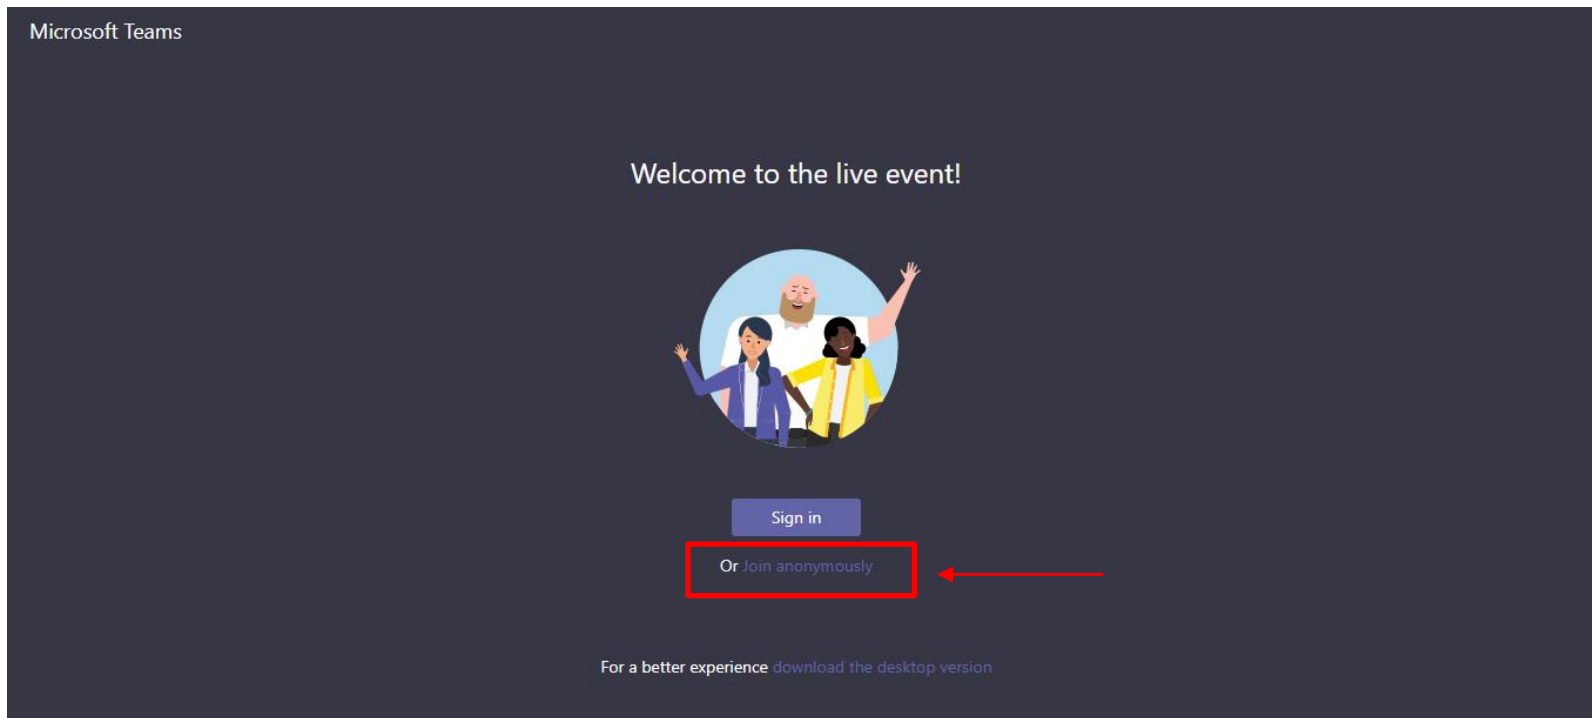 Microsoft Teams
Welcome to the live event!
Sign in
Or Join anonymously
For a better experience download the desktop version